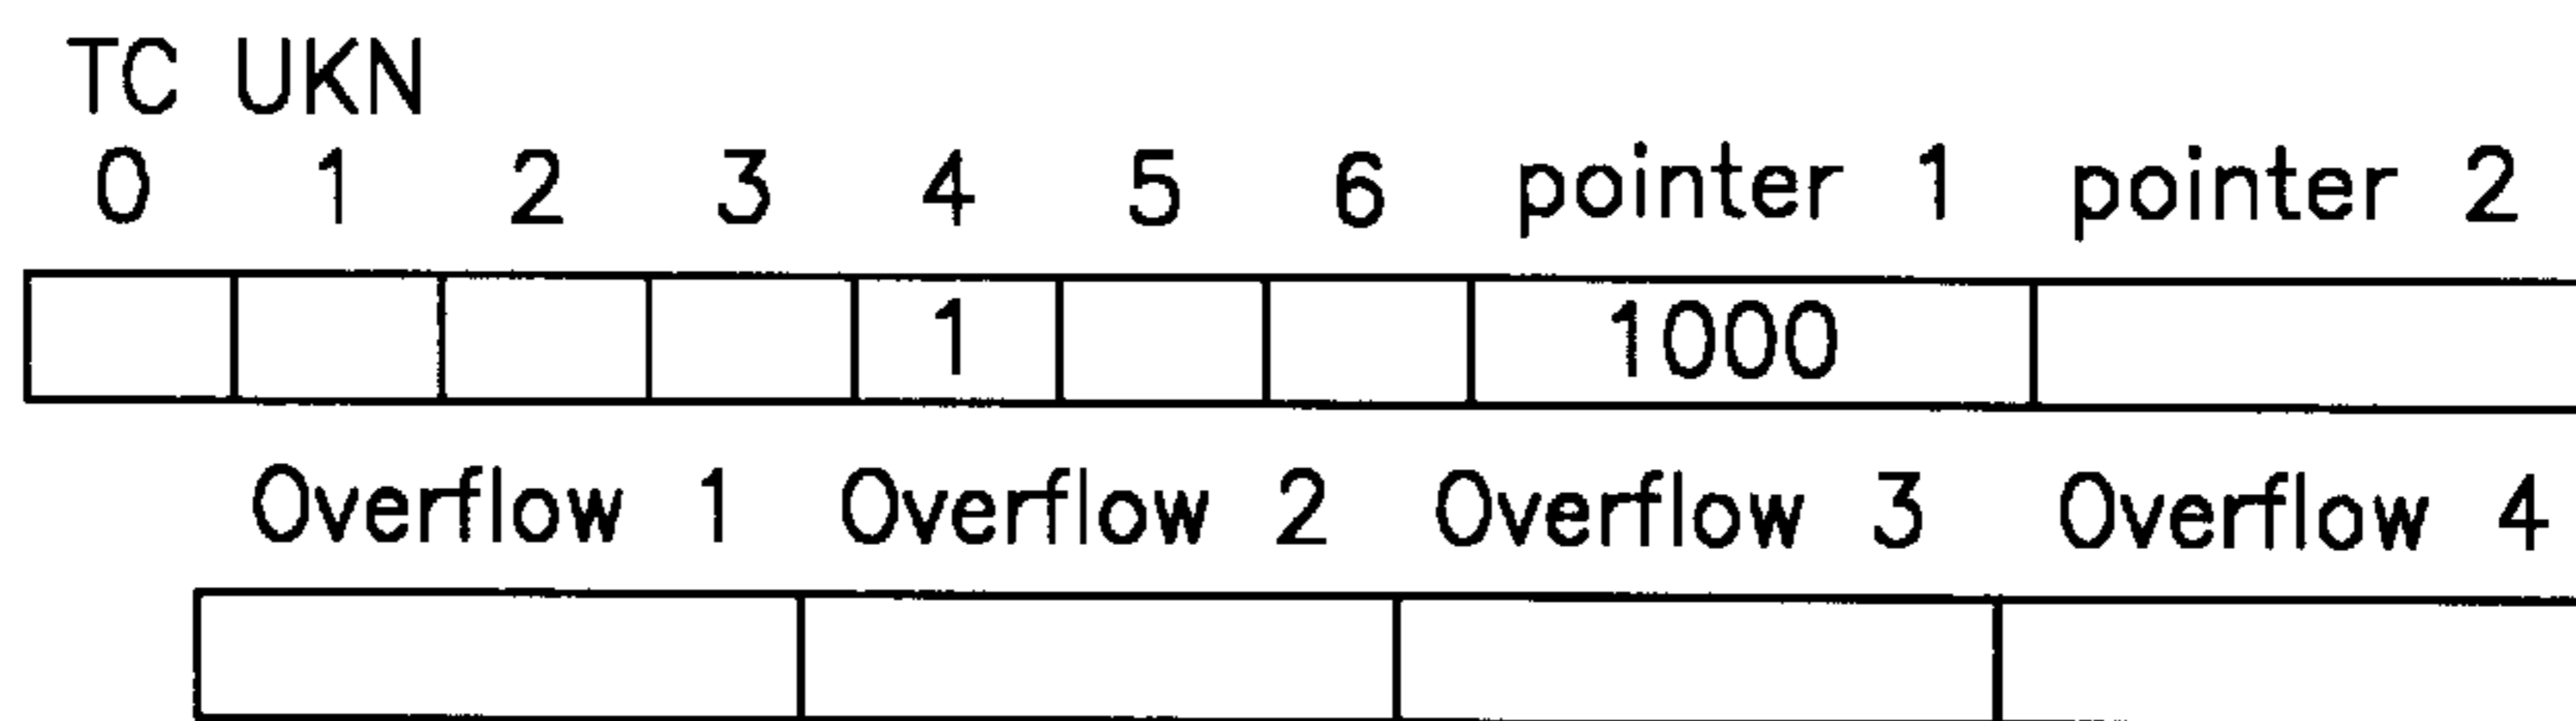 TC UKN
0 1 2 3 4 5 6 pointer 1 pointer 2
1 1000
Overflow 1 Overflow 2 Overflow 3 Overflow 4